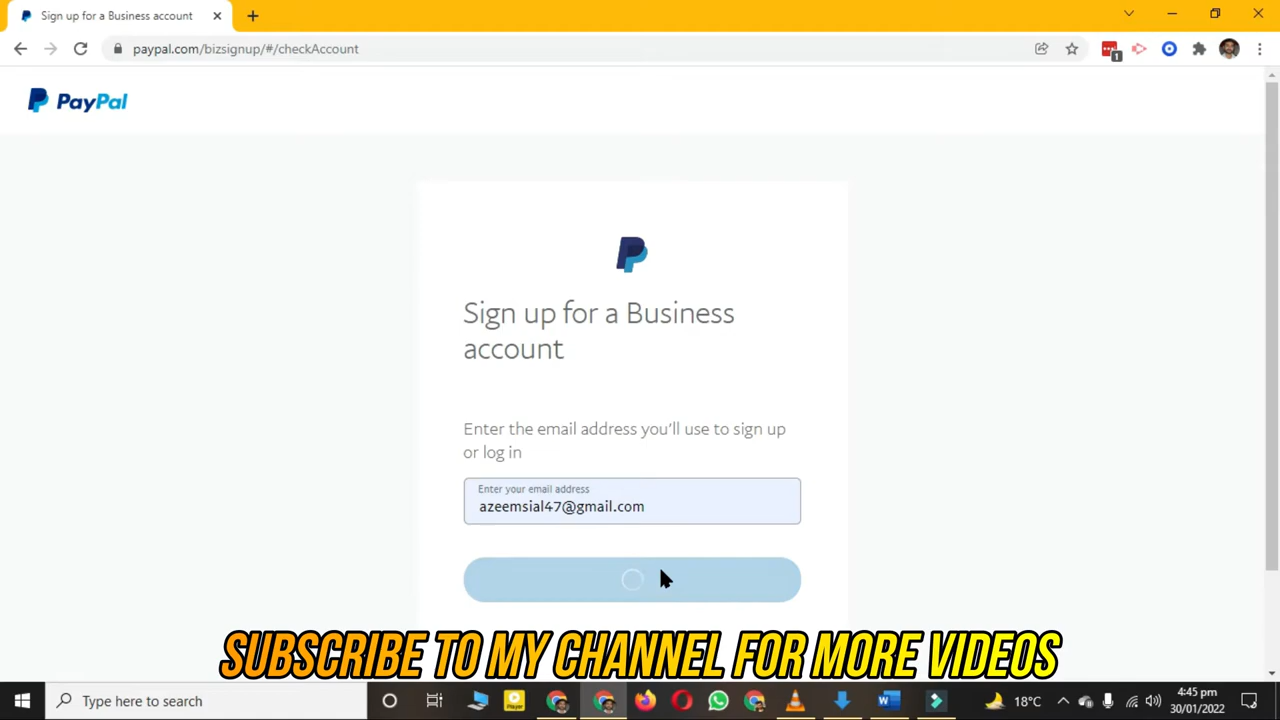 Sign up for a Business account
paypal.com/bizsignup/#/checkAccount
1
PayPal
Sign up for a Business
account
Enter the email address you'll use to sign up
or log in
Enter your email address
azeemsial47@gmail.com
SUBSCRIBE TO MY CHANNEL FOR MORE VIDEOS
Type here to search
Player
18°C
4:45 pm
30/01/2022